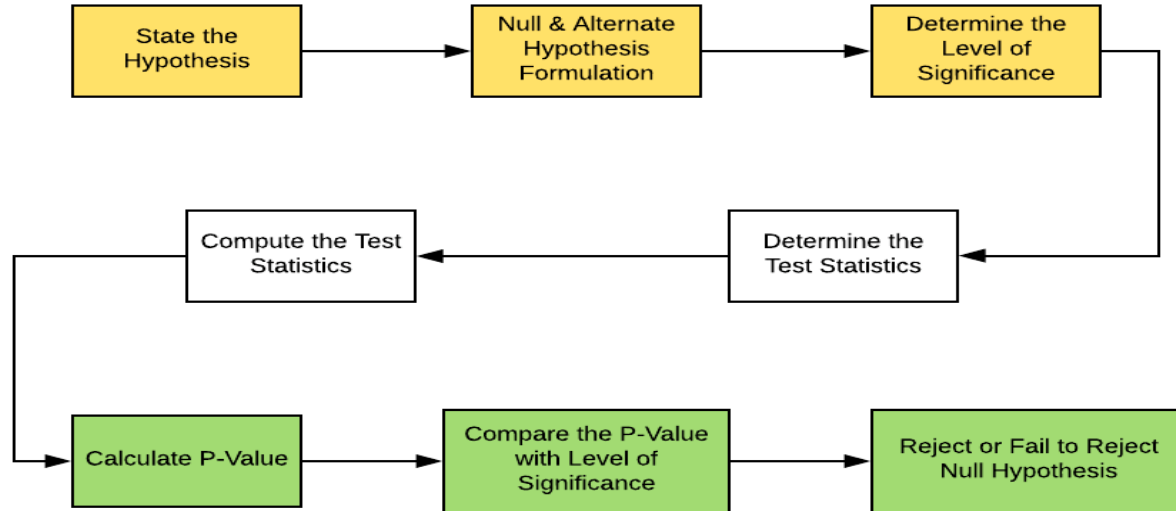 State the
Hypothesis
Null & Alternate
Hypothesis
Formulation
Determine the
Level of
Significance
Determine the
Test Statistics
Compute the Test
Statistics
Calculate P-Value
Compare the P-Value
with Level of
Significance
Reject or Fail to Reject
Null Hypothesis